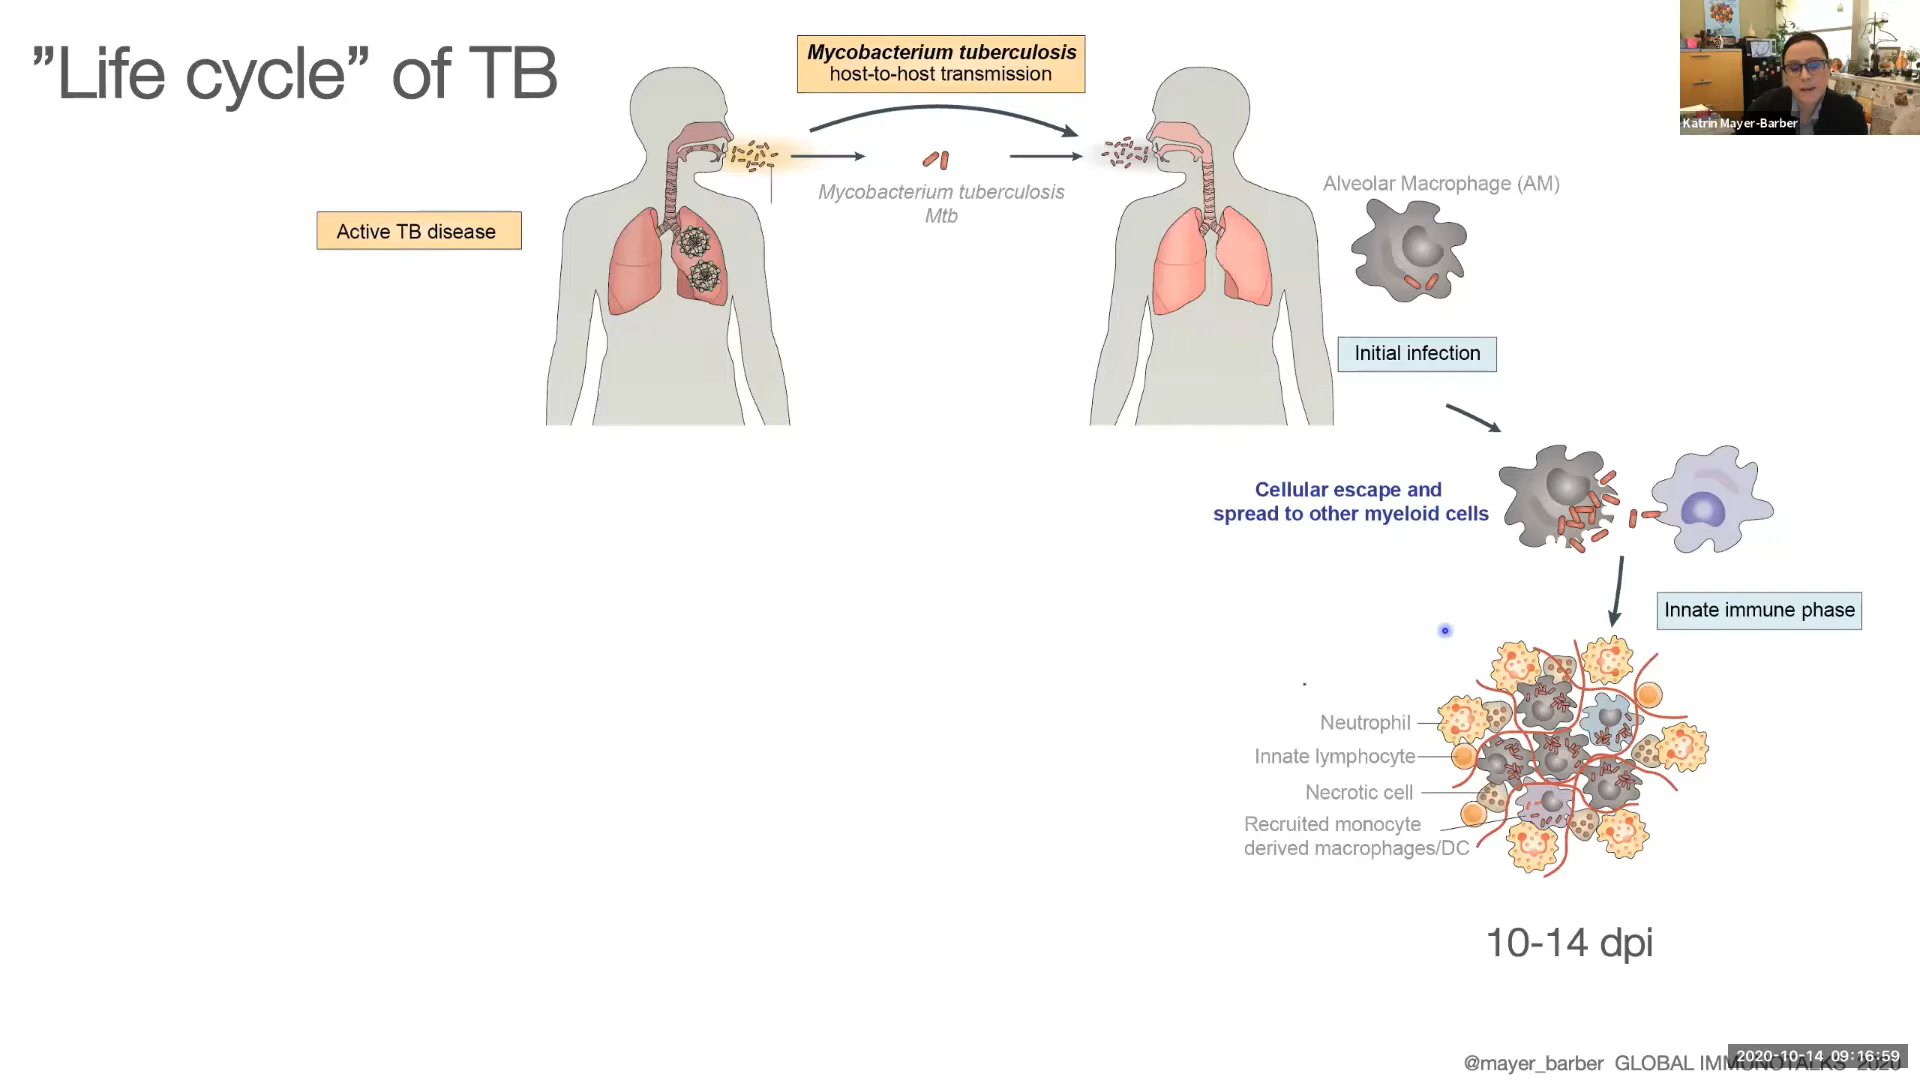 ”Life cycle” of TB
Mycobacterium tuberculosis
host-to-host transmission
Katrin Mayer-Barber
Mycobacterium tuberculosis
Mtb
Alveolar Macrophage (AM)
Active TB disease
Initial infection
Cellular escape and
spread to other myeloid cells
Innate immune phase
Neutrophil
Innate lymphocyte
Necrotic cell
Recruited monocyte
derived macrophages/DC
10-14 dpi
@mayer_barber GLOBAL IMMUNOTALKS 2020
2020-10-14 09:16:59